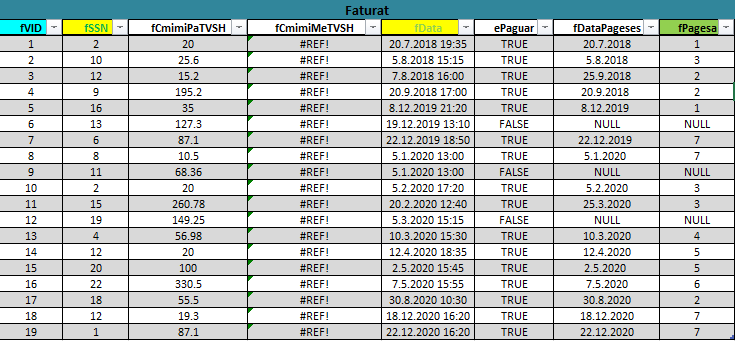 Faturat
fVID fSSN fCmimiPaTVSH fCmimiMeTVSH fData ePaguar fDataPageses fPagesa
1 2 20 #REF! 20.7.2018 19:35 TRUE 20.7.2018 1
2 10 25.6 #REF! 5.8.2018 15:15 TRUE 5.8.2018 3
3 12 15.2 #REF! 7.8.2018 16:00 TRUE 25.9.2018 2
4 9 195.2 #REF! 20.9.2018 17:00 TRUE 20.9.2018 2
5 16 35 #REF! 8.12.2019 21:20 TRUE 8.12.2019 1
6 13 127.3 #REF! 19.12.2019 13:10 FALSE NULL NULL
7 6 87.1 #REF! 22.12.2019 18:50 TRUE 22.12.2019 7
8 8 10.5 #REF! 5.1.2020 13:00 TRUE 5.1.2020 7
9 11 68.36 #REF! 5.1.2020 13:00 FALSE NULL NULL
10 2 20 #REF! 5.2.2020 17:20 TRUE 5.2.2020 3
11 15 260.78 #REF! 20.2.2020 12:40 TRUE 25.3.2020 3
12 19 149.25 #REF! 5.3.2020 15:15 FALSE NULL NULL
13 4 56.98 #REF! 10.3.2020 15:30 TRUE 10.3.2020 4
14 12 20 #REF! 12.4.2020 18:35 TRUE 12.4.2020 5
15 20 100 #REF! 2.5.2020 15:45 TRUE 2.5.2020 5
16 22 330.5 #REF! 7.5.2020 15:55 TRUE 7.5.2020 6
17 18 55.5 #REF! 30.8.2020 10:30 TRUE 30.8.2020 2
18 12 19.3 #REF! 18.12.2020 16:20 TRUE 18.12.2020 7
19 1 87.1 #REF! 22.12.2020 16:20 TRUE 22.12.2020 7